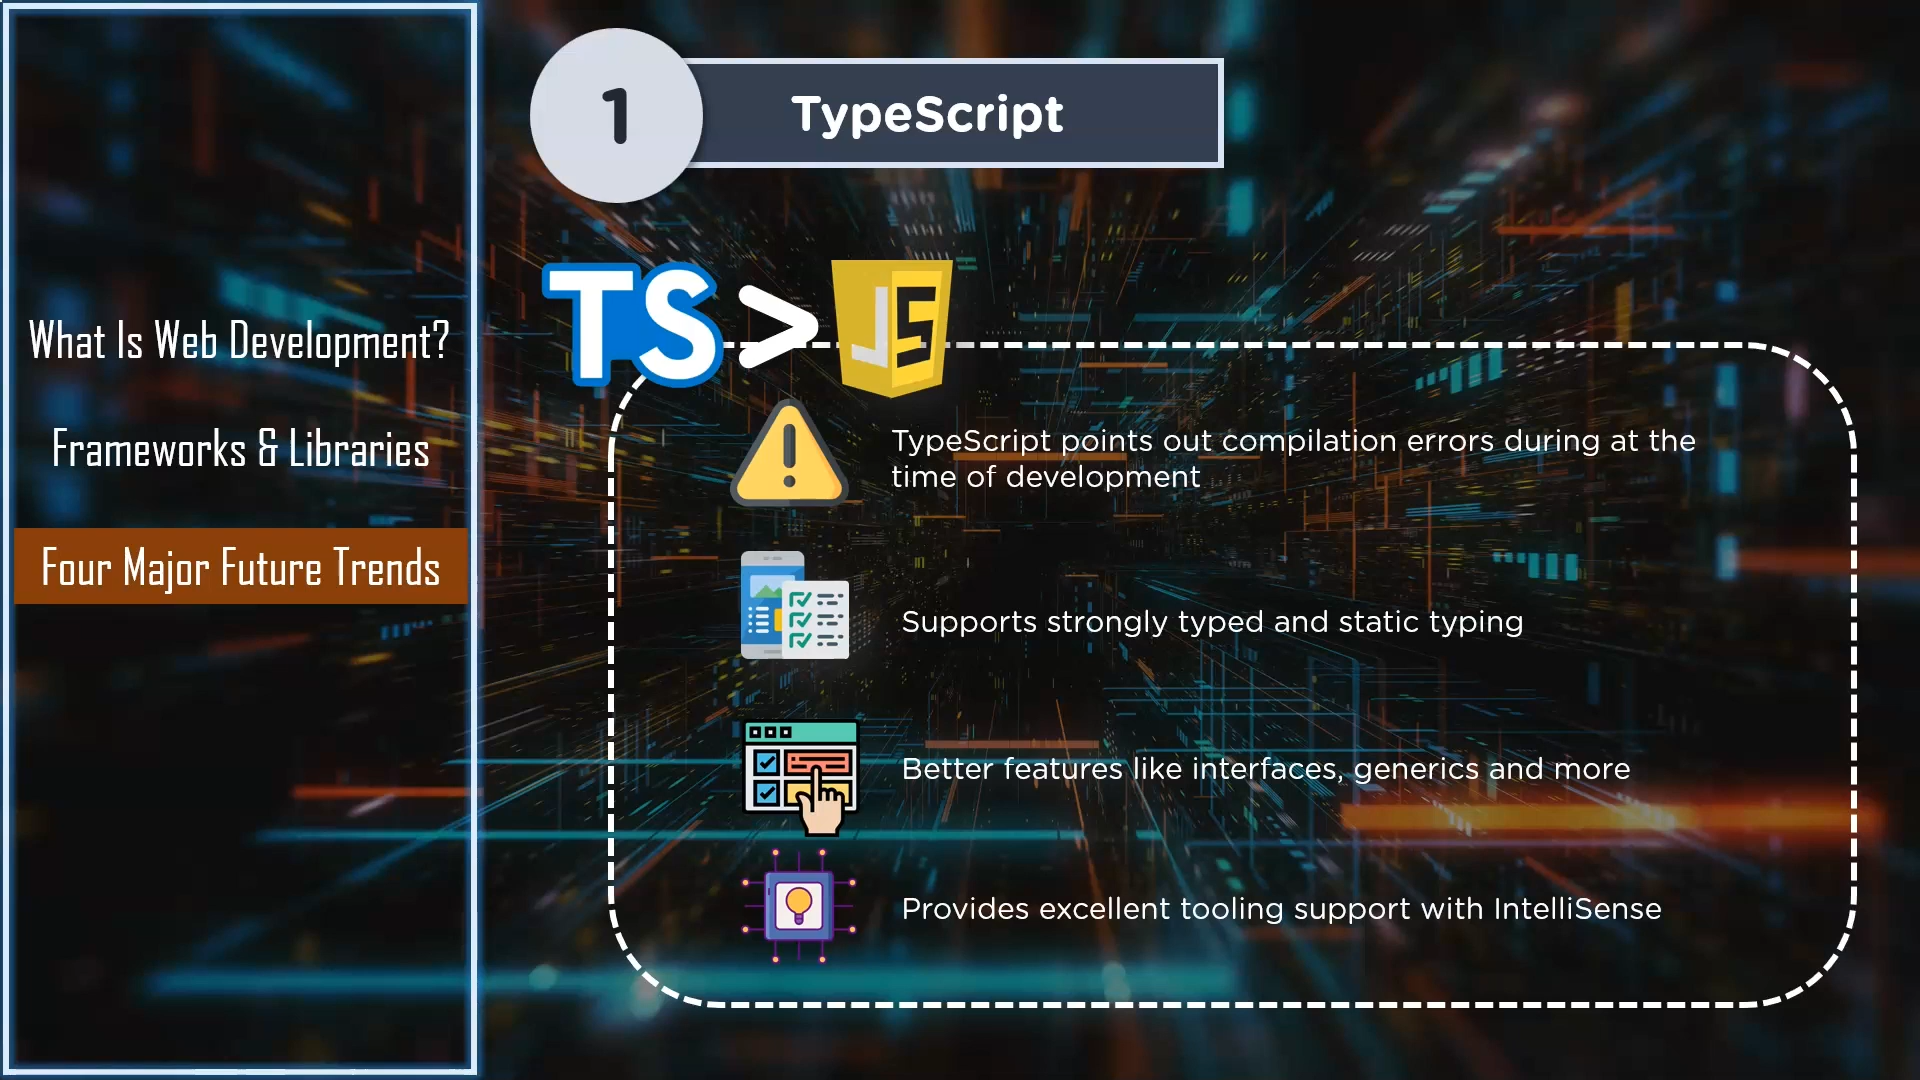 What Is Web Development?
Frameworks & Libraries
Four Major Future Trends
1
TypeScript
TS > JS
TypeScript points out compilation errors during at the
time of development
Supports strongly typed and static typing
Better features like interfaces, generics and more
Provides excellent tooling support with IntelliSense